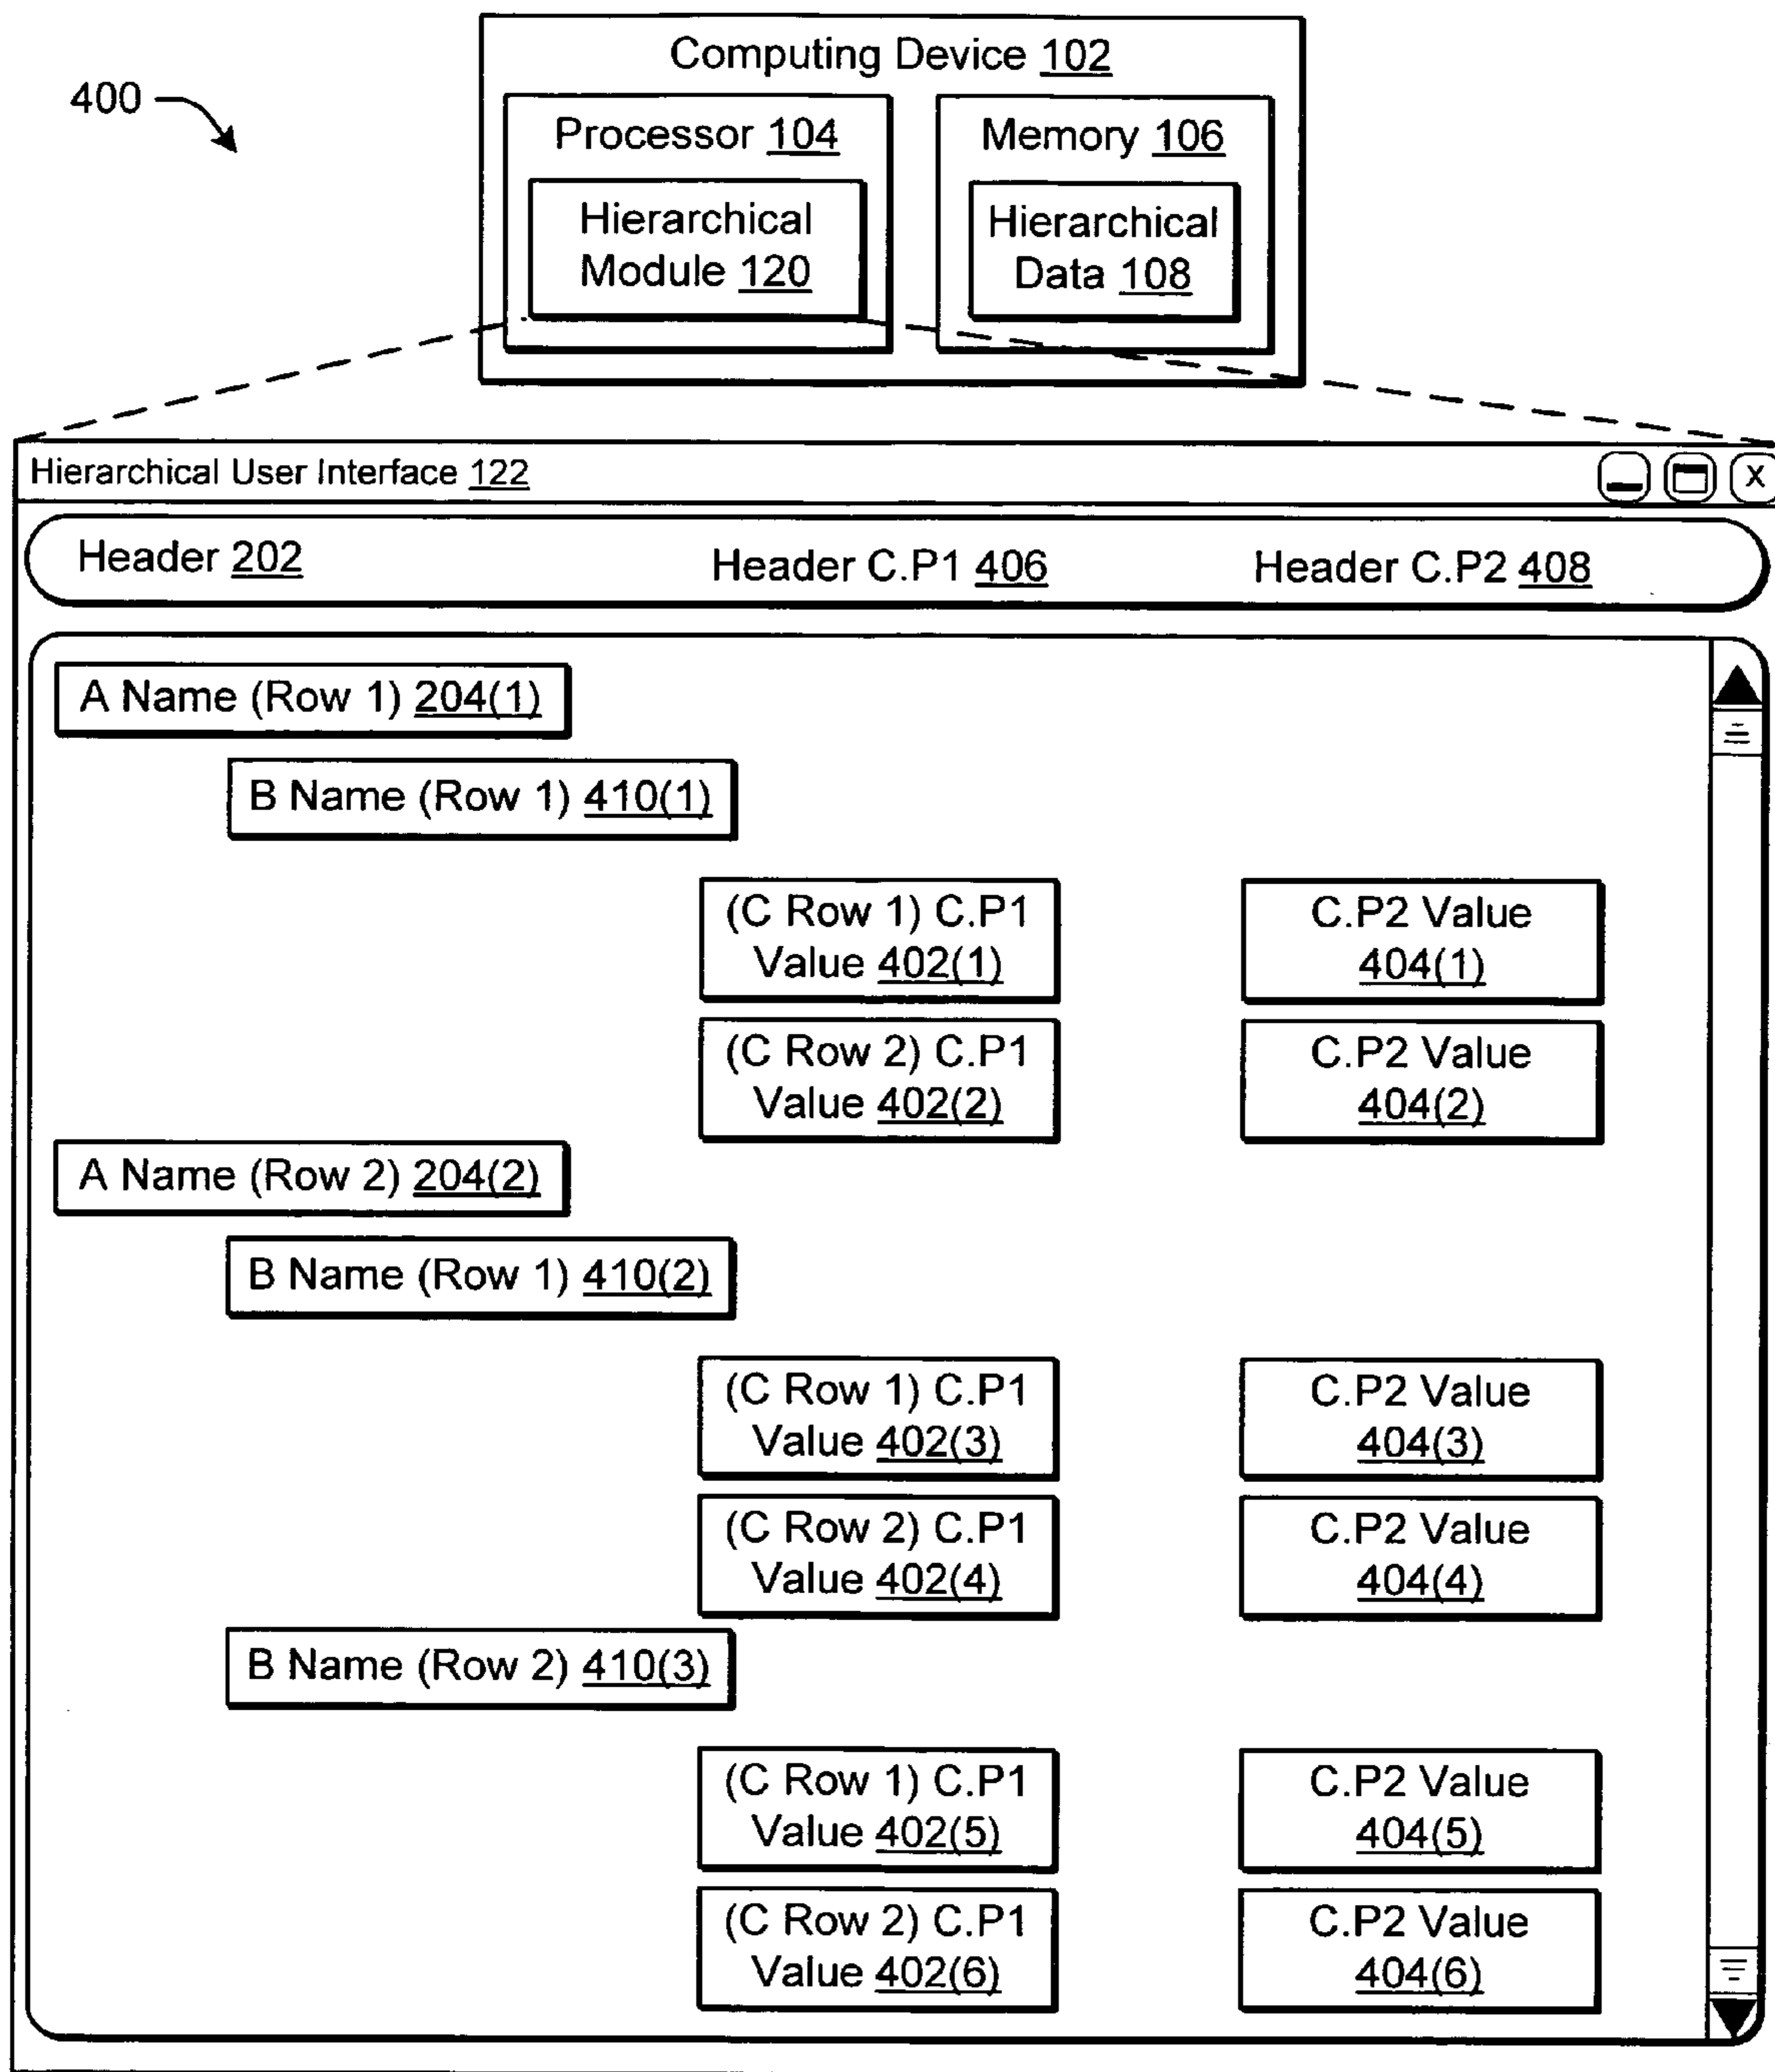 Computing Device 102
400
Processor 104
Memory 106
Hierarchical
Module 120
Hierarchical
Data 108
Hierarchical User Interface 122
X
Header 202
Header C.P1 406
Header C.P2 408
A Name (Row 1) 204(1)
B Name (Row 1) 410(1)
(C Row 1) C.P1
Value 402(1)
C.P2 Value
404(1)
(C Row 2) C.P1
Value 402(2)
C.P2 Value
404(2)
A Name (Row 2) 204(2)
B Name (Row 1) 410(2)
(C Row 1) C.P1
Value 402(3)
C.P2 Value
404(3)
(C Row 2) C.P1
Value 402(4)
C.P2 Value
404(4)
B Name (Row 2) 410(3)
(C Row 1) C.P1
Value 402(5)
C.P2 Value
404(5)
(C Row 2) C.P1
Value 402(6)
C.P2 Value
404(6)